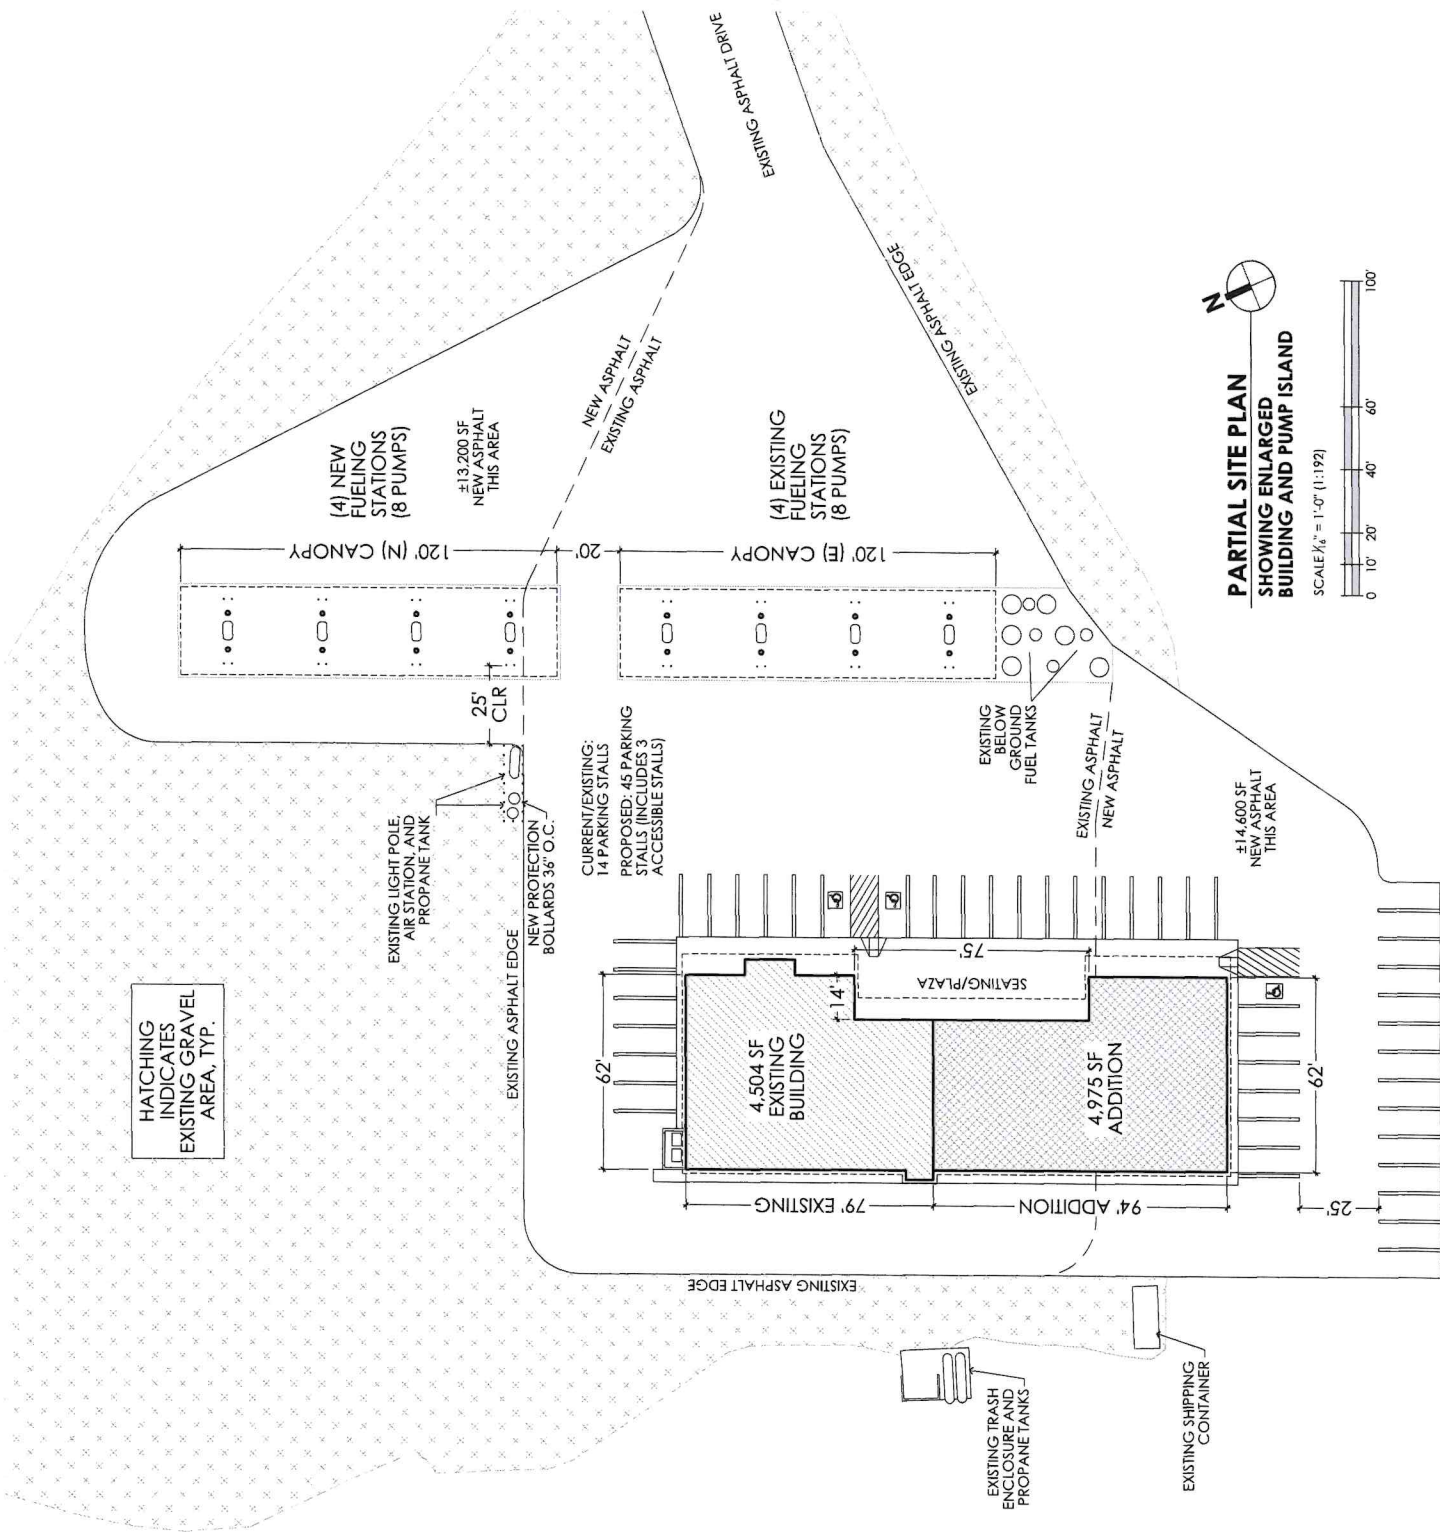 EXISTING ASPHALT DRIVE
HATCHING
INDICATES
EXISTING GRAVEL
AREA, TYP.
EXISTING LIGHT POLE,
AIR STATION, AND
PROPANE TANK
EXISTING ASPHALT EDGE
NEW PROTECTION
BOLLARDS 36" O.C.
25'
CLR
120' (N) CANOPY
20'
120' (E) CANOPY
(4) NEW
FUELING
STATIONS
(8 PUMPS)
±13,200 SF
NEW ASPHALT
THIS AREA
NEW ASPHALT
EXISTING ASPHALT
(4) EXISTING
FUELING
STATIONS
(8 PUMPS)
EXISTING ASPHALT EDGE
CURRENT/EXISTING:
14 PARKING STALLS
PROPOSED: 45 PARKING
STALLS (INCLUDES 3
ACCESSIBLE STALLS)
EXISTING
BELOW
GROUND
FUEL TANKS
EXISTING ASPHALT
NEW ASPHALT
±14,600 SF
NEW ASPHALT
THIS AREA
62'
4,504 SF
EXISTING
BUILDING
14'
75'
SEATING/PLAZA
4,975 SF
ADDITION
62'
79' EXISTING
94' ADDITION
25'
EXISTING ASPHALT EDGE
EXISTING TRASH
ENCLOSURE AND
PROPANE TANKS
EXISTING SHIPPING
CONTAINER
N
PARTIAL SITE PLAN
SHOWING ENLARGED
BUILDING AND PUMP ISLAND
SCALE 1/16" = 1'-0" (1:192)
0 10' 20' 40' 60' 100'